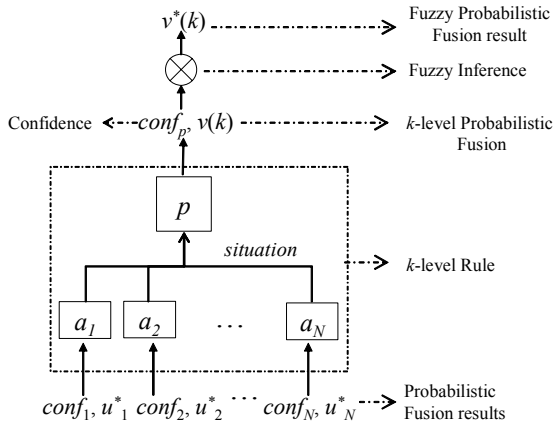 v*(k)
Fuzzy Probabilistic
Fusion result
Fuzzy Inference
Confidence
conf_p, v(k)
k-level Probabilistic
Fusion
p
situation
k-level Rule
a_1 a_2 ... a_N
conf_1, u*_1 conf_2, u*_2 ... conf_N, u*_N
Probabilistic
Fusion results